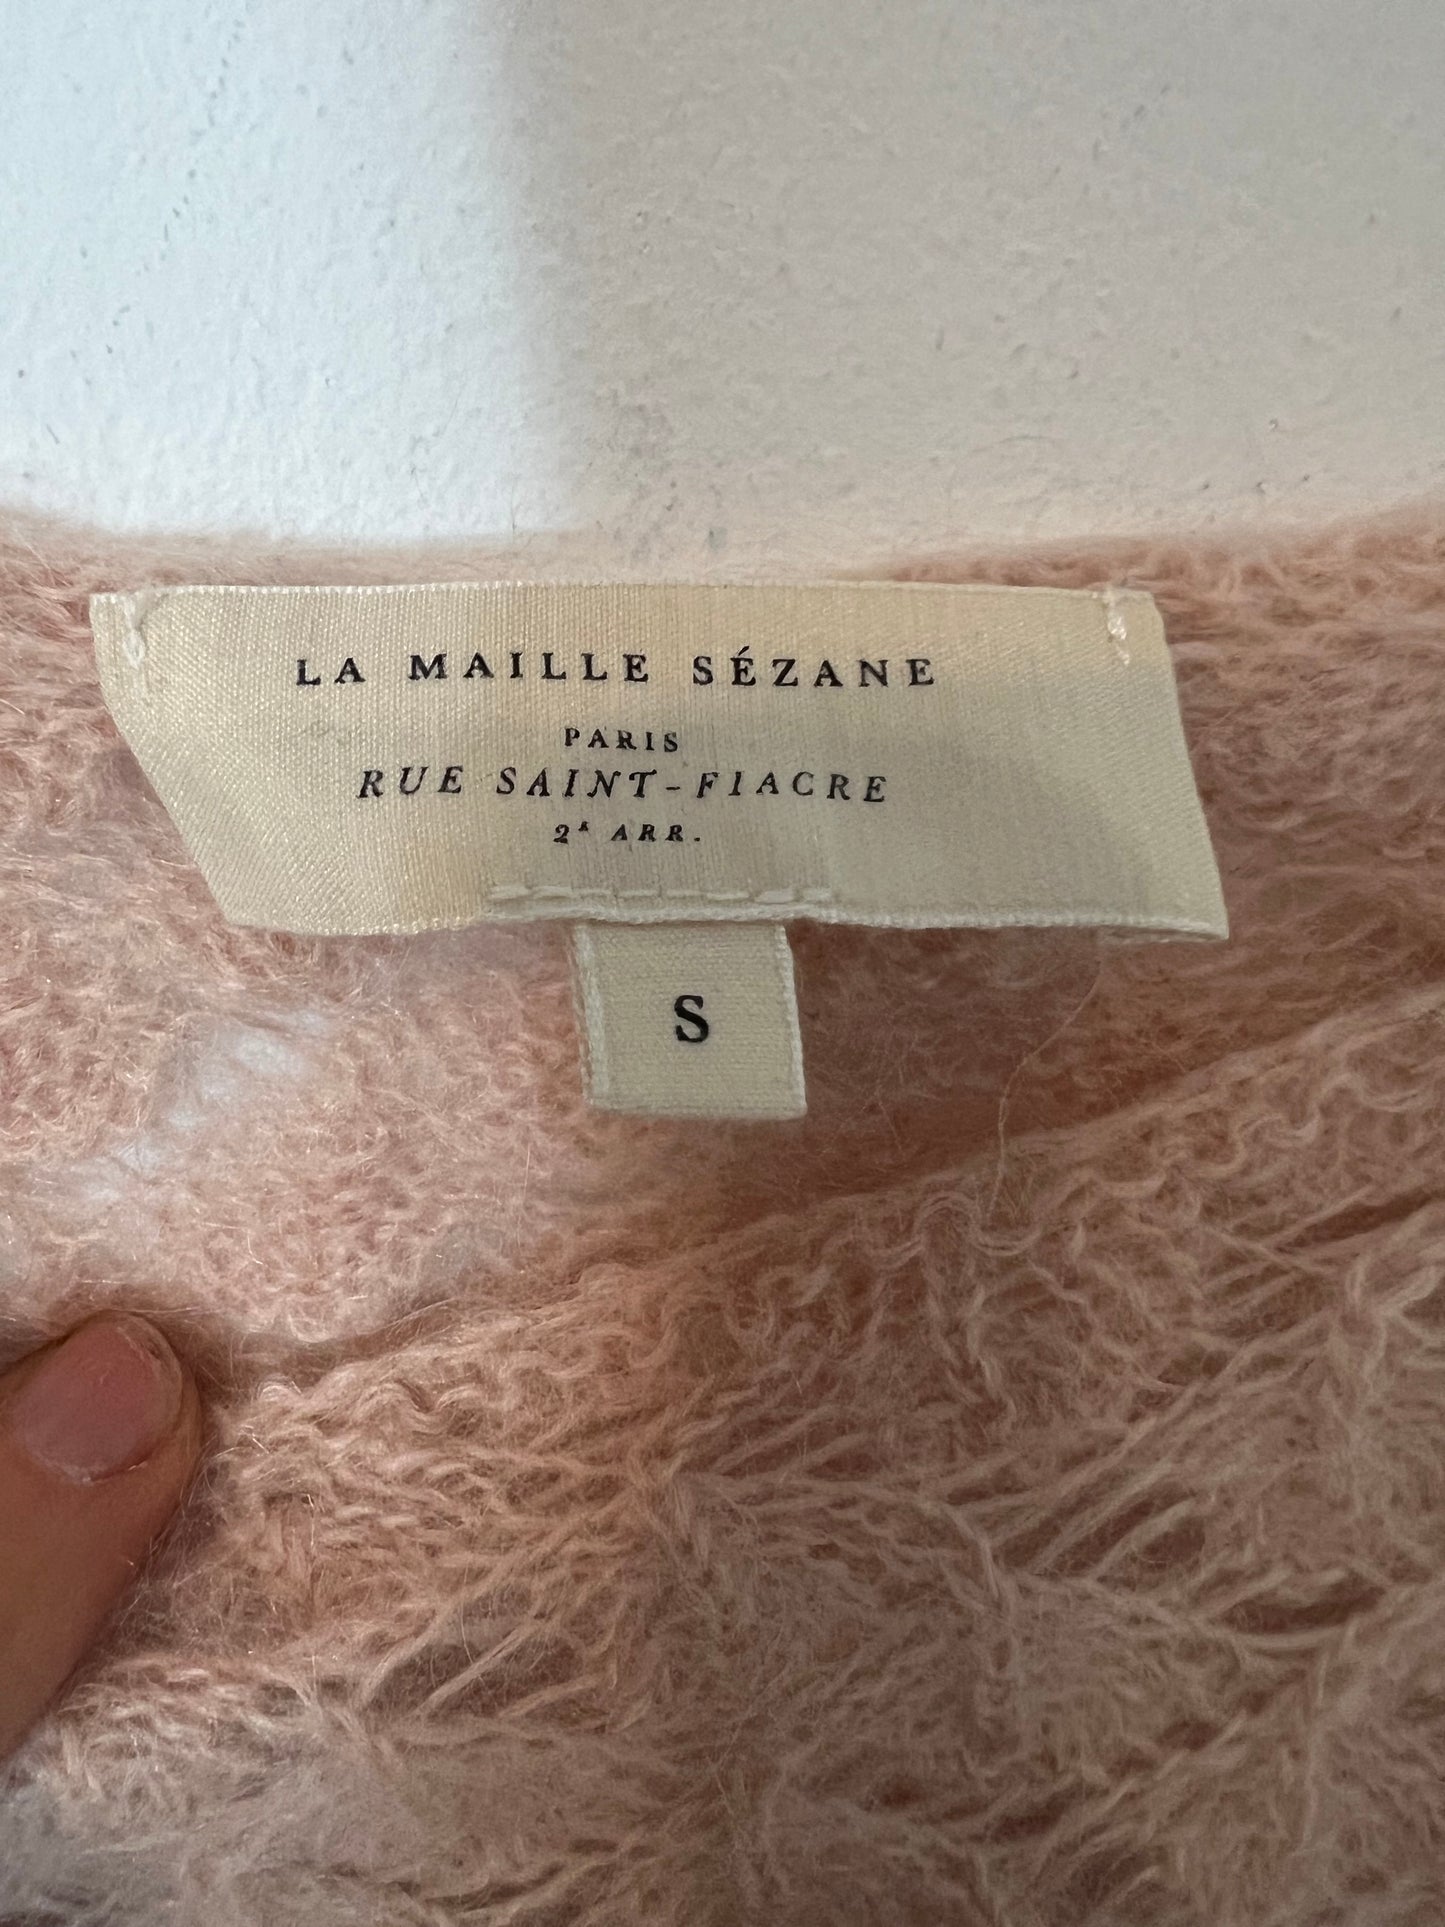 LA MAILLE SÉZANE
PARIS
RUE SAINT-FIACRE
2ᴱ ARR.
S